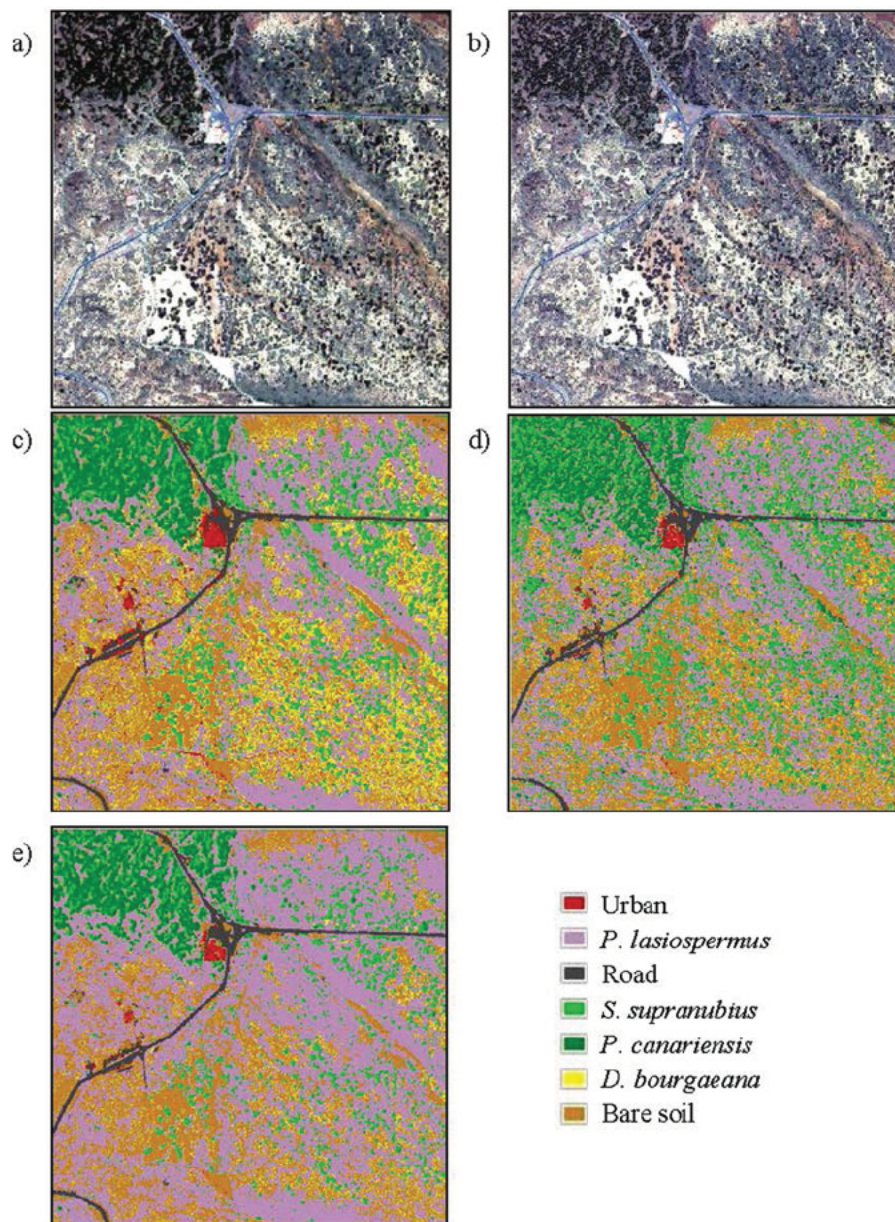 a)
b)
c)
d)
e)
Urban
P. lasiospermus
Road
S. supranubius
P. canariensis
D. bourgaeana
Bare soil